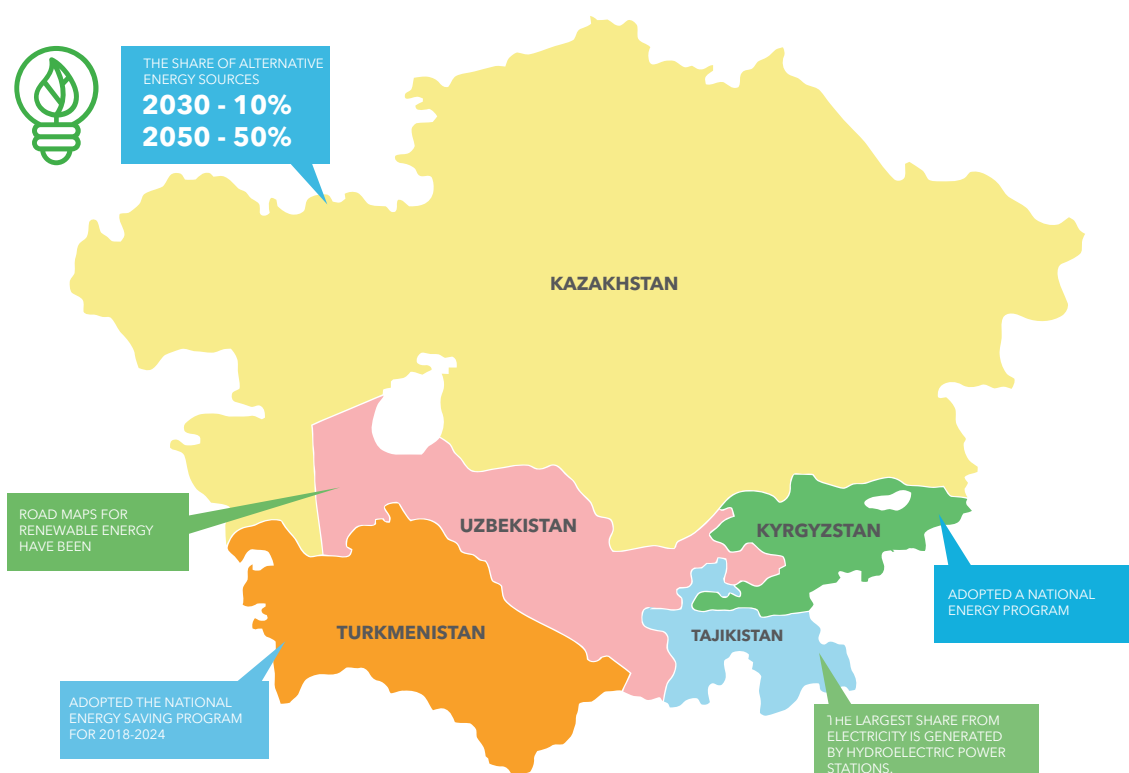 THE SHARE OF ALTERNATIVE
ENERGY SOURCES
2030 - 10%
2050 - 50%
KAZAKHSTAN
ROAD MAPS FOR
RENEWABLE ENERGY
HAVE BEEN
UZBEKISTAN
KYRGYZSTAN
ADOPTED A NATIONAL
ENERGY PROGRAM
TURKMENISTAN
TAJIKISTAN
ADOPTED THE NATIONAL
ENERGY SAVING PROGRAM
FOR 2018-2024
THE LARGEST SHARE FROM
ELECTRICITY IS GENERATED
BY HYDROELECTRIC POWER
STATIONS.